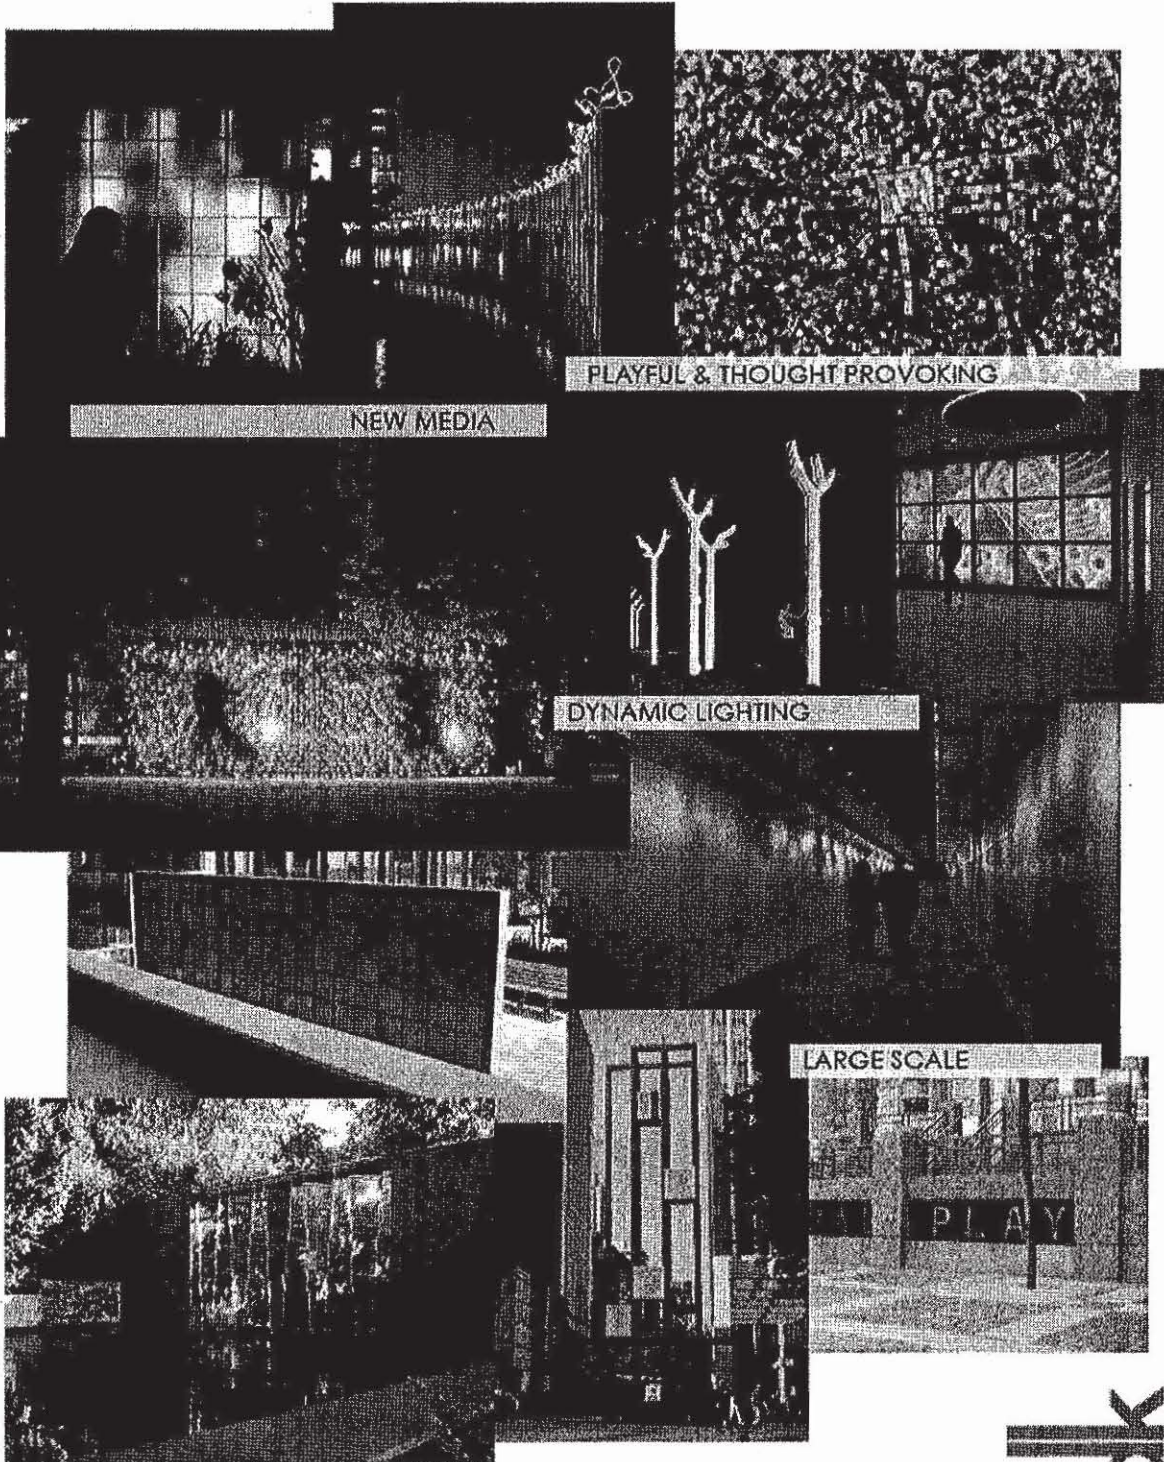 PLAYFUL & THOUGHT PROVOKING
NEW MEDIA
DYNAMIC LIGHTING
LARGE SCALE
PLAY